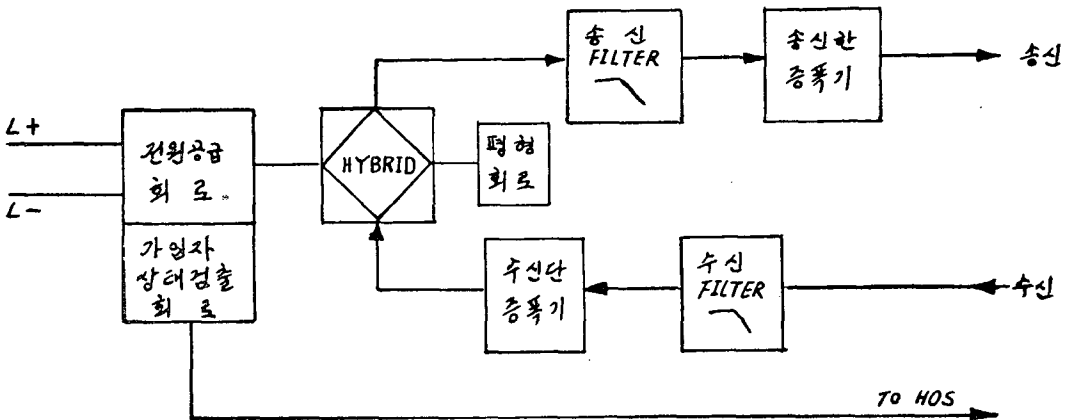 송신
FILTER
송신단
증폭기
송신
L+
L-
전원공급
회로
HYBRID
평형
회로
가입자
상태검출
회로
수신단
증폭기
수신
FILTER
수신
TO HOS